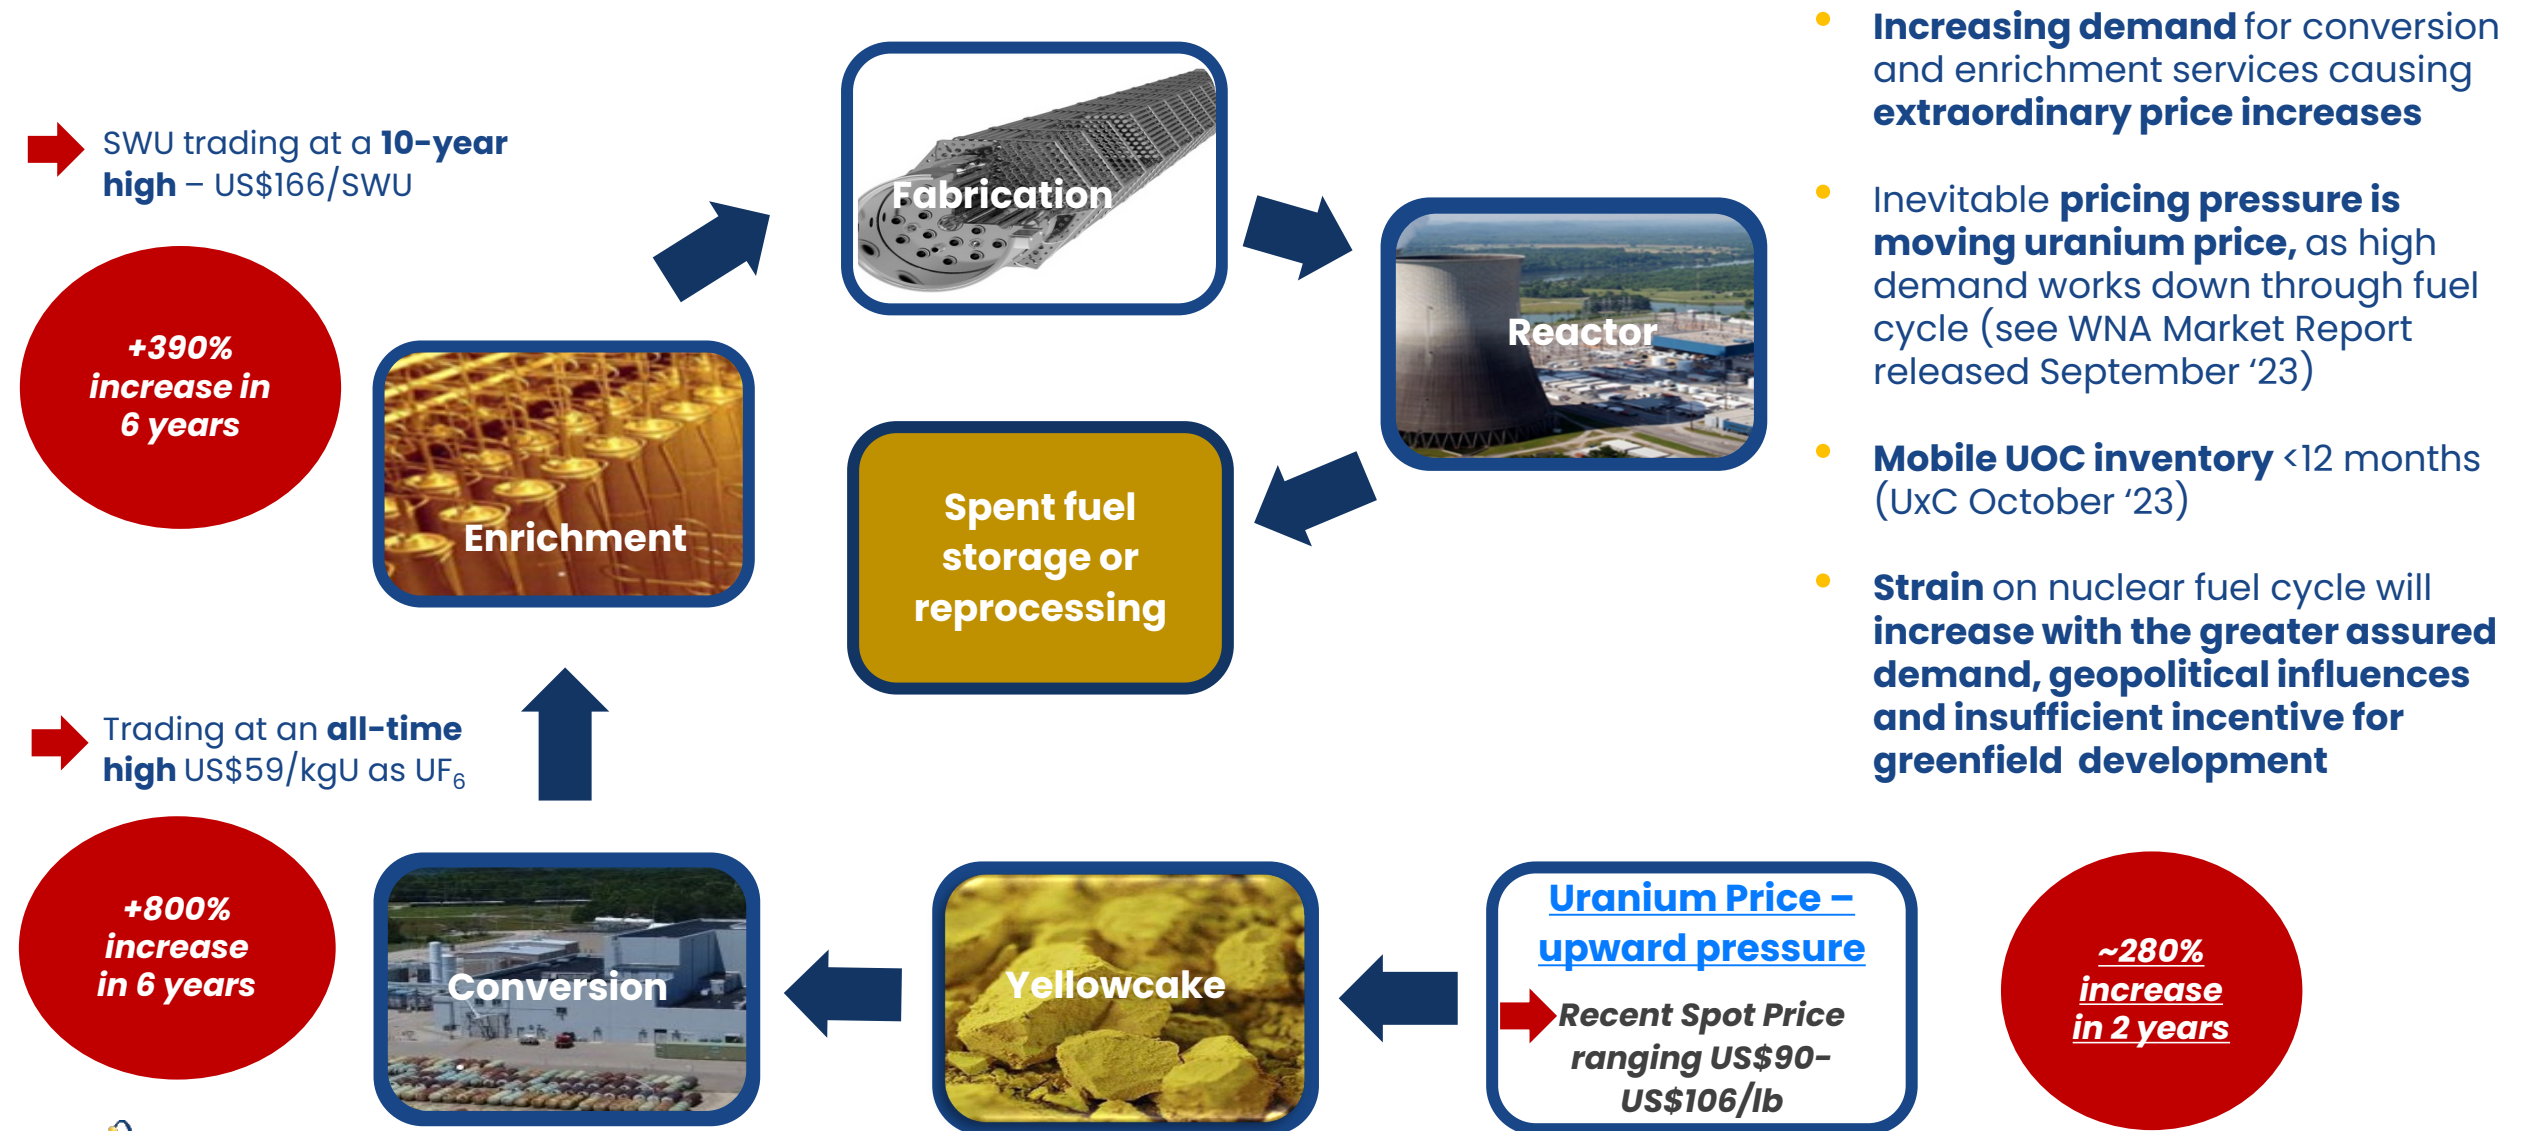 SWU trading at a 10-year
high – US$166/SWU
+390%
increase in
6 years
Enrichment
Fabrication
Reactor
Spent fuel
storage or
reprocessing
Trading at an all-time
high US$59/kgU as UF₆
+800%
increase
in 6 years
Conversion
Yellowcake
Uranium Price –
upward pressure
Recent Spot Price
ranging US$90-
US$106/lb
~280%
increase
in 2 years
• Increasing demand for conversion
and enrichment services causing
extraordinary price increases
• Inevitable pricing pressure is
moving uranium price, as high
demand works down through fuel
cycle (see WNA Market Report
released September ‘23)
• Mobile UOC inventory <12 months
(UxC October ‘23)
• Strain on nuclear fuel cycle will
increase with the greater assured
demand, geopolitical influences
and insufficient incentive for
greenfield development